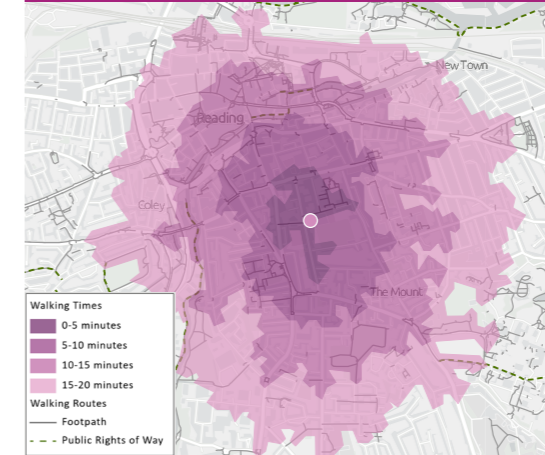 New Town
Reading
Coley
The Mount
Walking Times
0-5 minutes
5-10 minutes
10-15 minutes
15-20 minutes
Walking Routes
Footpath
Public Rights of Way